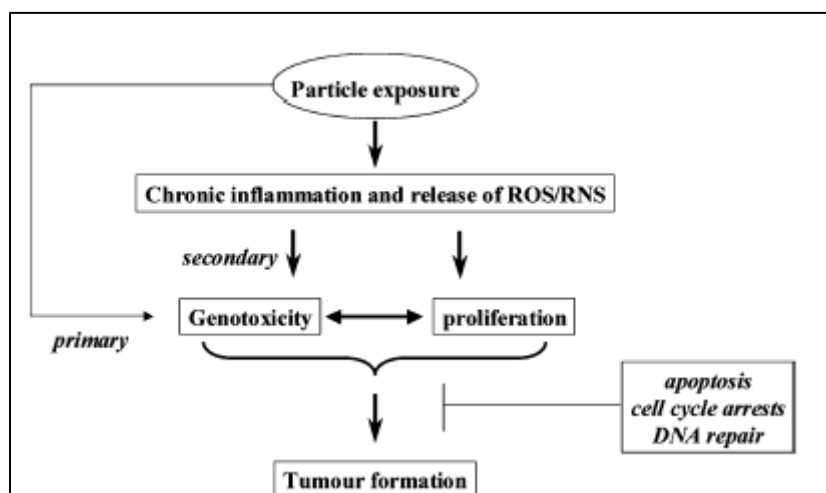 Particle exposure
Chronic inflammation and release of ROS/RNS
secondary
Genotoxicity
proliferation
primary
apoptosis
cell cycle arrests
DNA repair
Tumour formation